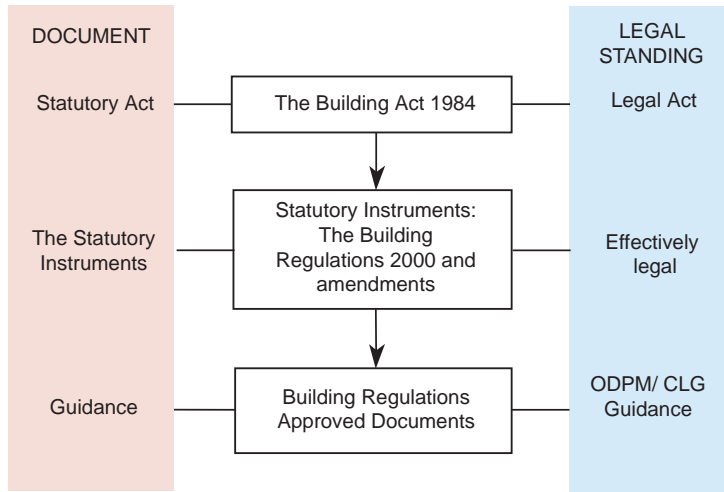 DOCUMENT
LEGAL
STANDING
Statutory Act
The Building Act 1984
Legal Act
The Statutory
Instruments
Statutory Instruments:
The Building
Regulations 2000 and
amendments
Effectively
legal
Guidance
Building Regulations
Approved Documents
ODPM/ CLG
Guidance